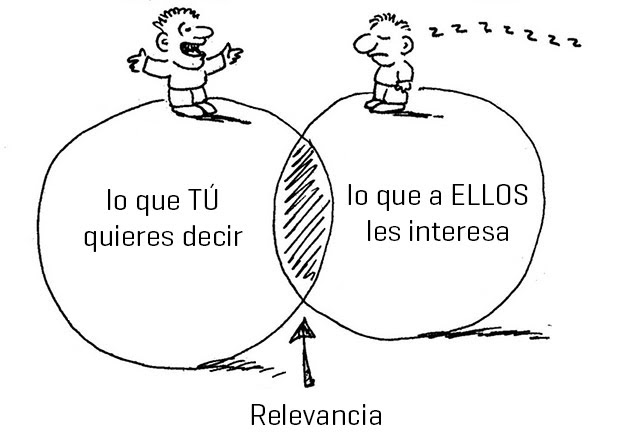 z z z z z z z z
lo que TÚ
quieres decir
lo que a ELLOS
les interesa
Relevancia